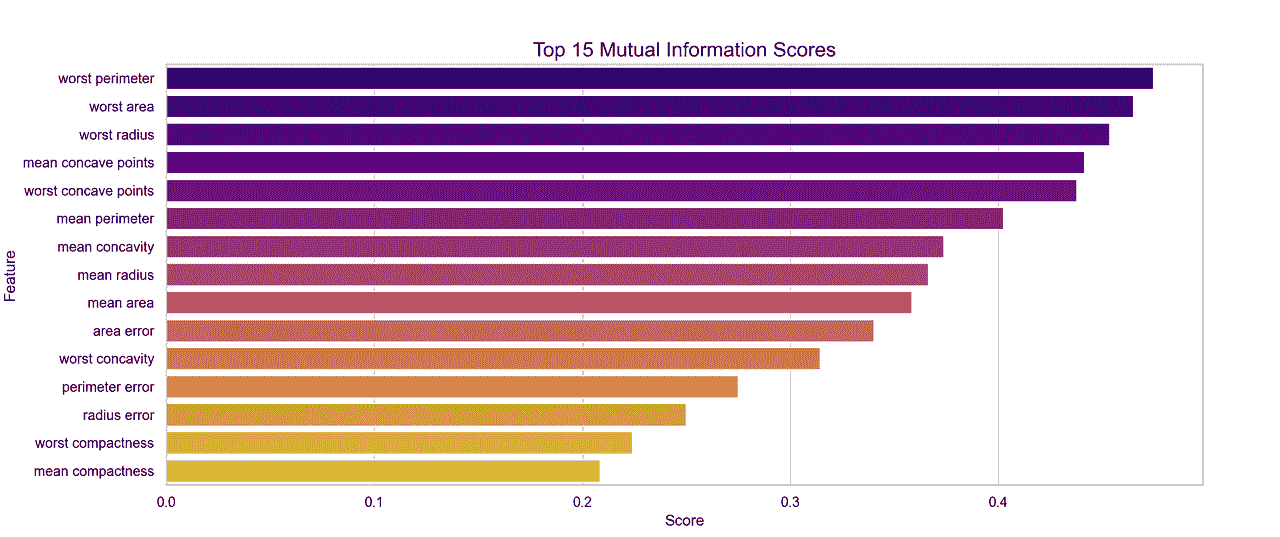 Top 15 Mutual Information Scores
worst perimeter
worst area
worst radius
mean concave points
worst concave points
mean perimeter
mean concavity
mean radius
mean area
area error
worst concavity
perimeter error
radius error
worst compactness
mean compactness
Feature
0.0 0.1 0.2 0.3 0.4
Score